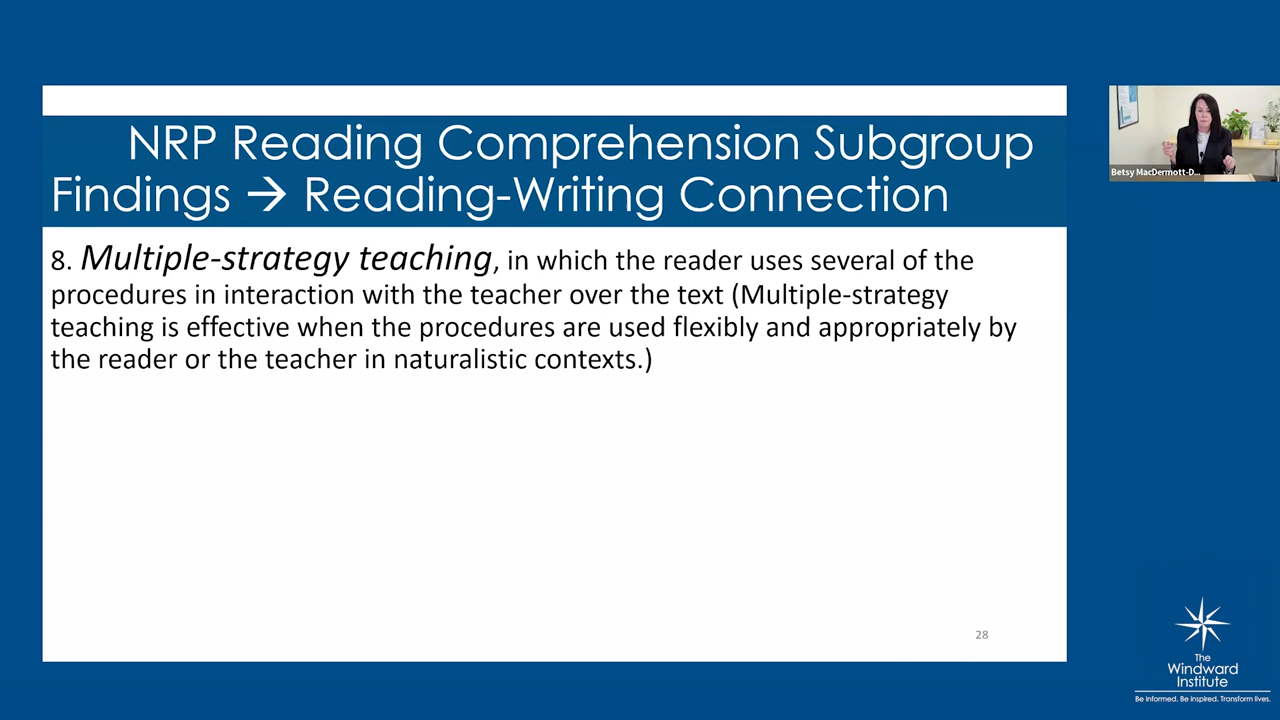 NRP Reading Comprehension Subgroup
Findings → Reading-Writing Connection
8. Multiple-strategy teaching, in which the reader uses several of the
procedures in interaction with the teacher over the text (Multiple-strategy
teaching is effective when the procedures are used flexibly and appropriately by
the reader or the teacher in naturalistic contexts.)
28
Betsy MacDermott-D...
The
Windward
Institute
Be informed. Be inspired. Transform lives.